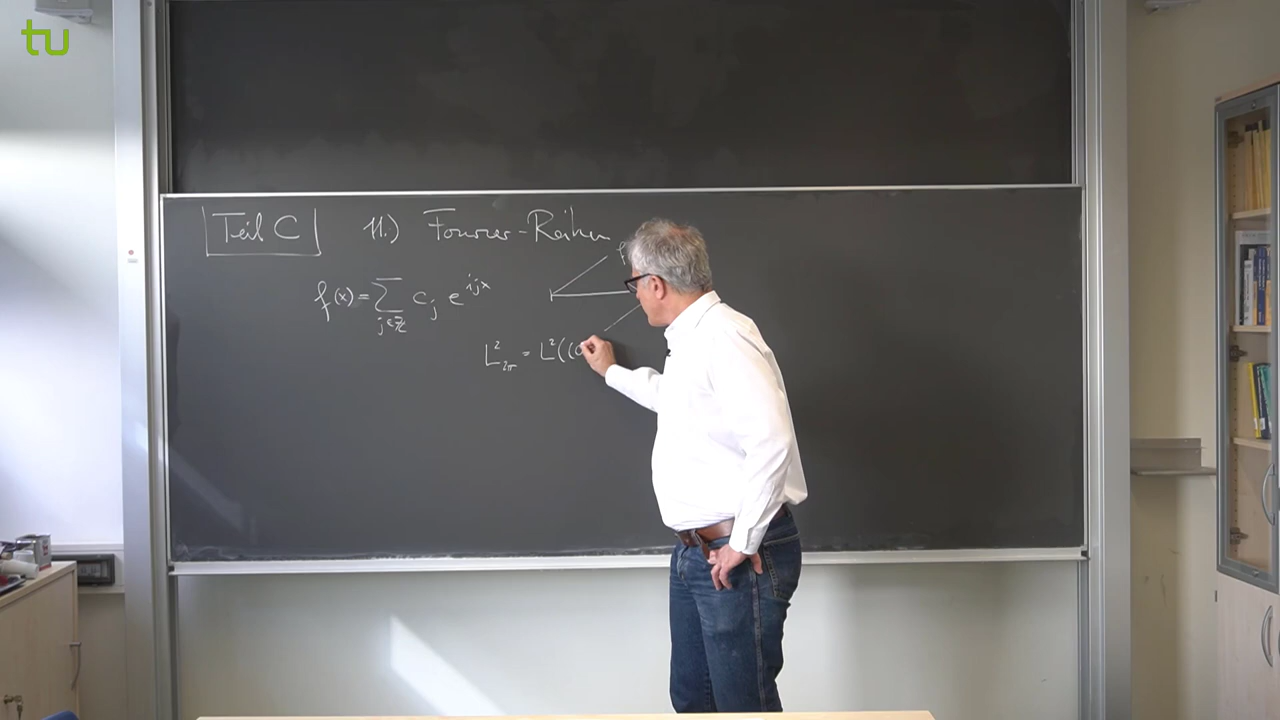 tu
Teil C 11.) Fourier-Reihen
f(x) = ∑ c_j e^{ijx}
j∈ℤ
L²_{2π} = L²((0